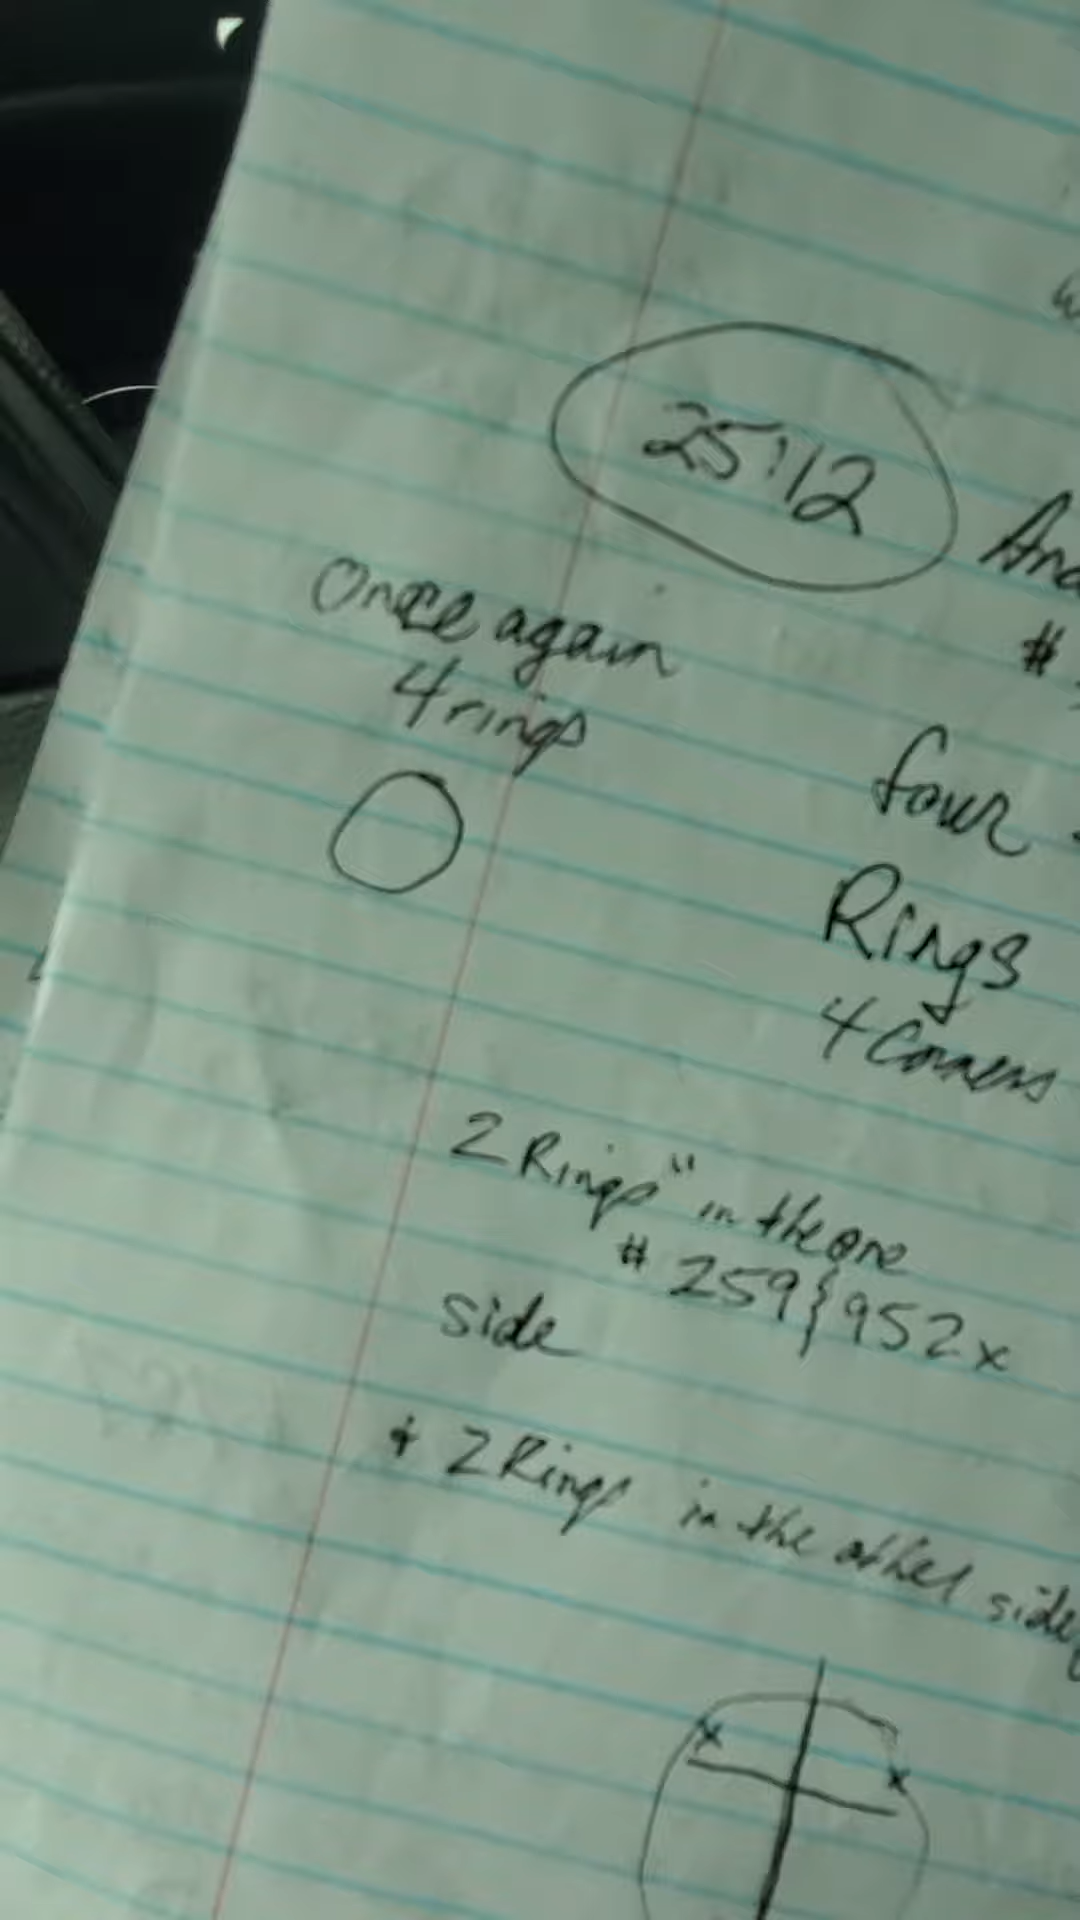 25:12
Once again
4 rings
#
four
Rings
4 Corners
2 Rings" in the one
# 259}952x
side
+ 2 Rings in the other side
x
x